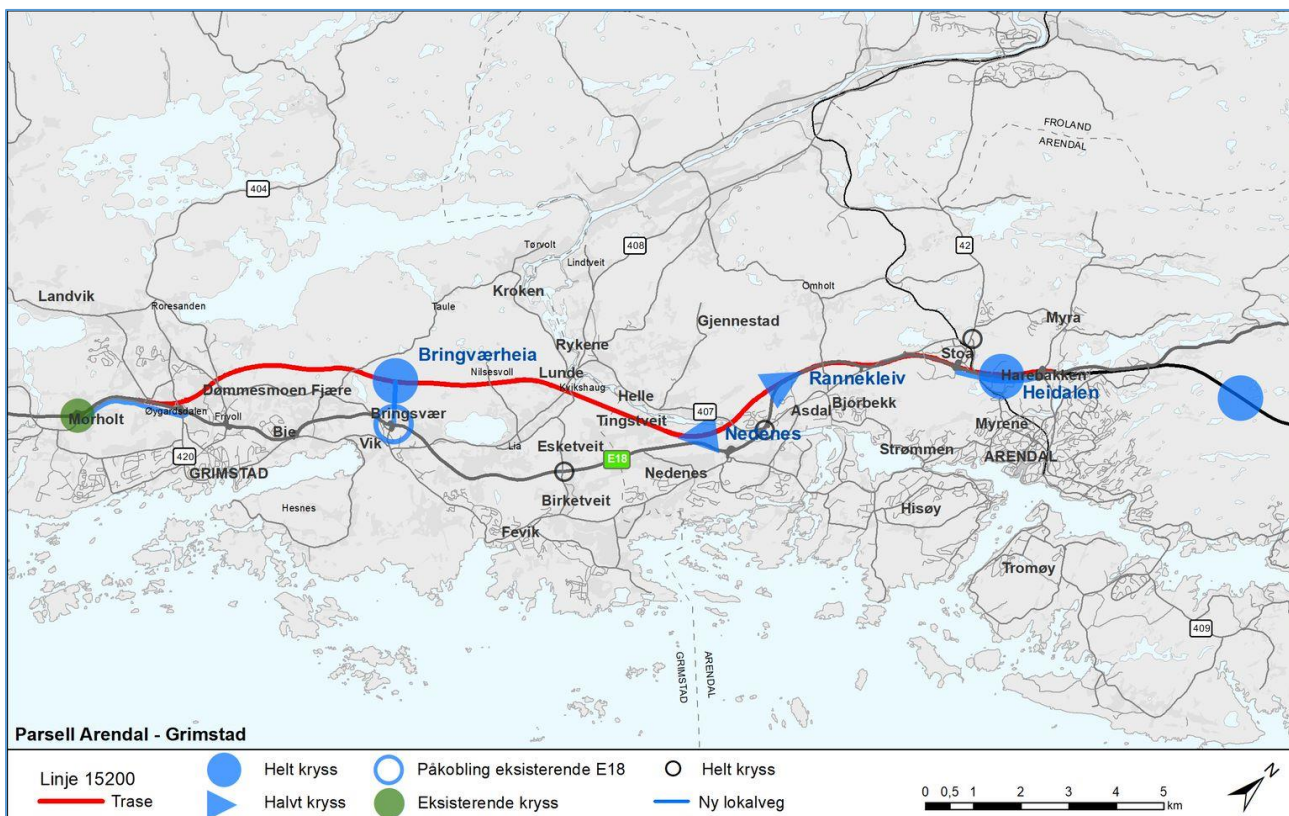 FROLAND
ARENDAL
404
Tørvolt
408
42
Lindtveit
Kroken
Omholt
Landvik
Roresanden
Taule
Gjennestad
Myra
Rykene
Stoa
Bringværheia
Nilsesvoll
Lunde
Rannekleiv
Harebakken
Dømmesmoen
Fjære
Kvikshaug
Helle
Heidalen
Øygardsdalen
Bringsvær
407
Asdal
Bjorbekk
Morholt
Frivoll
Tingstveit
Myrene
Bie
Vik
Lia
Esketveit
Nedenes
Strømmen
ARENDAL
420
E18
GRIMSTAD
Nedenes
Birketveit
Hesnes
Hisøy
Fevik
Tromøy
409
GRIMSTAD
ARENDAL
Parsell Arendal - Grimstad
Linje 15200
Trase
Helt kryss
Halvt kryss
Påkobling eksisterende E18
Eksisterende kryss
Helt kryss
Ny lokalveg
0 0,5 1 2 3 4 5
km
N